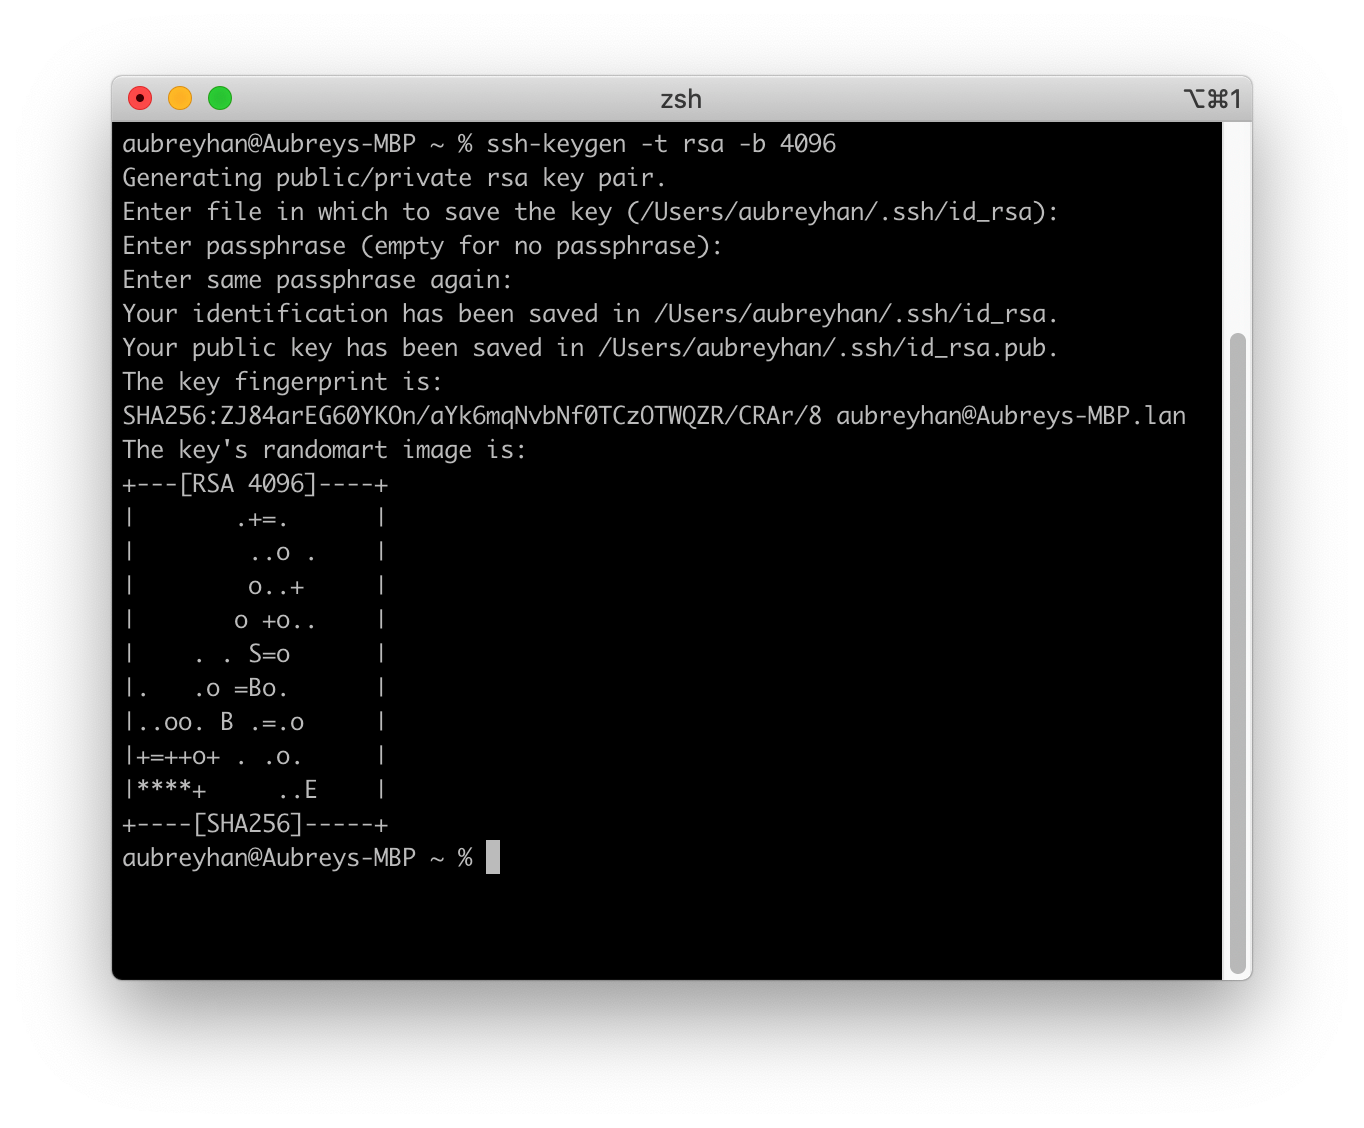 zsh
⌥⌘1
aubreyhan@Aubreys-MBP ~ % ssh-keygen -t rsa -b 4096
Generating public/private rsa key pair.
Enter file in which to save the key (/Users/aubreyhan/.ssh/id_rsa):
Enter passphrase (empty for no passphrase):
Enter same passphrase again:
Your identification has been saved in /Users/aubreyhan/.ssh/id_rsa.
Your public key has been saved in /Users/aubreyhan/.ssh/id_rsa.pub.
The key fingerprint is:
SHA256:ZJ84arEG60YKOn/aYk6mqNvbNf0TCzOTWQZR/CRAr/8 aubreyhan@Aubreys-MBP.lan
The key's randomart image is:
+---[RSA 4096]----+
|       .+=.      |
|        ..o .    |
|        o..+     |
|       o +o..    |
|    . . S=o      |
|.   .o =Bo.      |
|..oo. B .=.o     |
|+=++o+ . .o.     |
|****+     ..E    |
+----[SHA256]-----+
aubreyhan@Aubreys-MBP ~ %